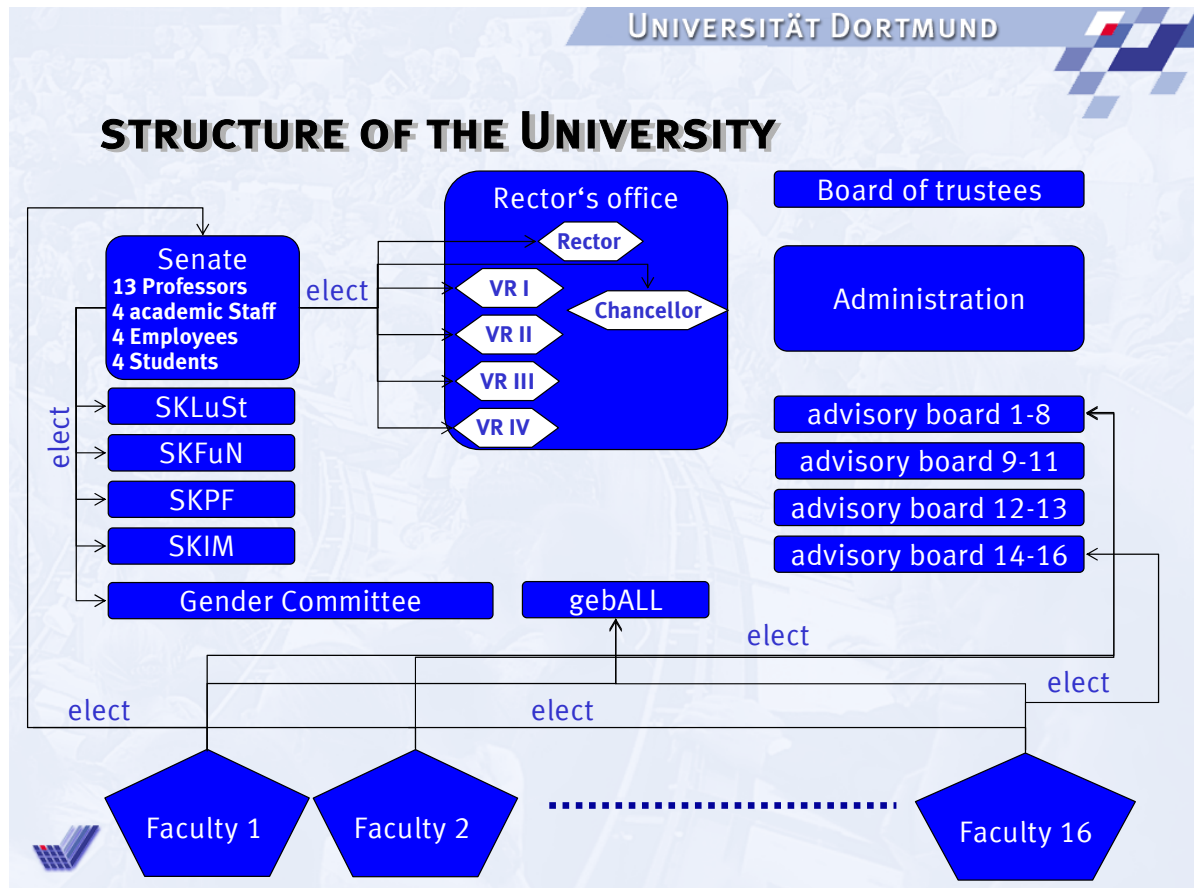 UNIVERSITÄT DORTMUND
STRUCTURE OF THE UNIVERSITY
Rector‘s office
Rector
VR I
Chancellor
VR II
VR III
VR IV
Board of trustees
Administration
Senate
13 Professors
4 academic Staff
4 Employees
4 Students
elect
elect
SKLuSt
SKFuN
SKPF
SKIM
Gender Committee
gebALL
advisory board 1-8
advisory board 9-11
advisory board 12-13
advisory board 14-16
elect
elect
elect
elect
Faculty 1
Faculty 2
Faculty 16